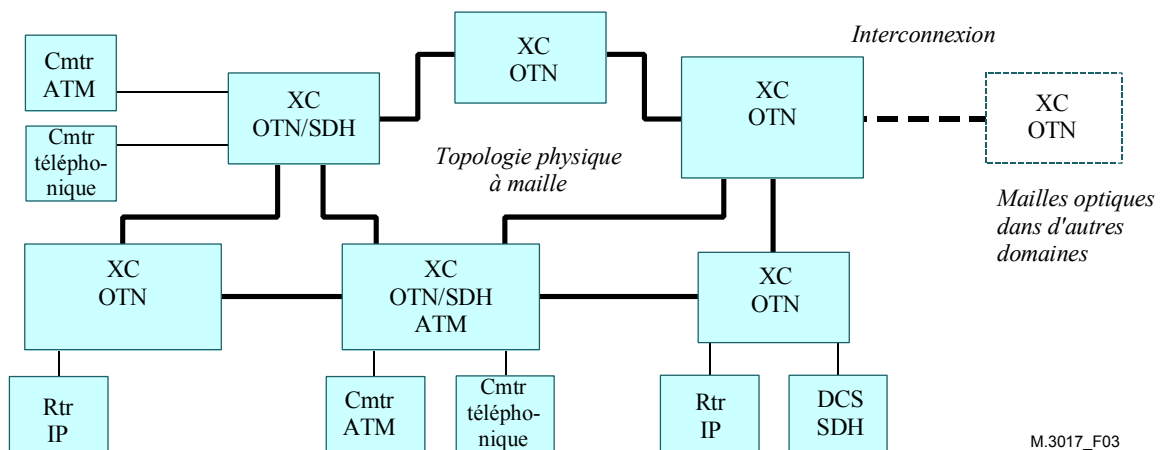 Cmtr
ATM
Cmtr
télépho-
nique
XC
OTN/SDH
XC
OTN
Interconnexion
XC
OTN
XC
OTN
Topologie physique
à maille
Mailles optiques
dans d'autres
domaines
XC
OTN
XC
OTN/SDH
ATM
XC
OTN
Rtr
IP
Cmtr
ATM
Cmtr
télépho-
nique
Rtr
IP
DCS
SDH
M.3017_F03